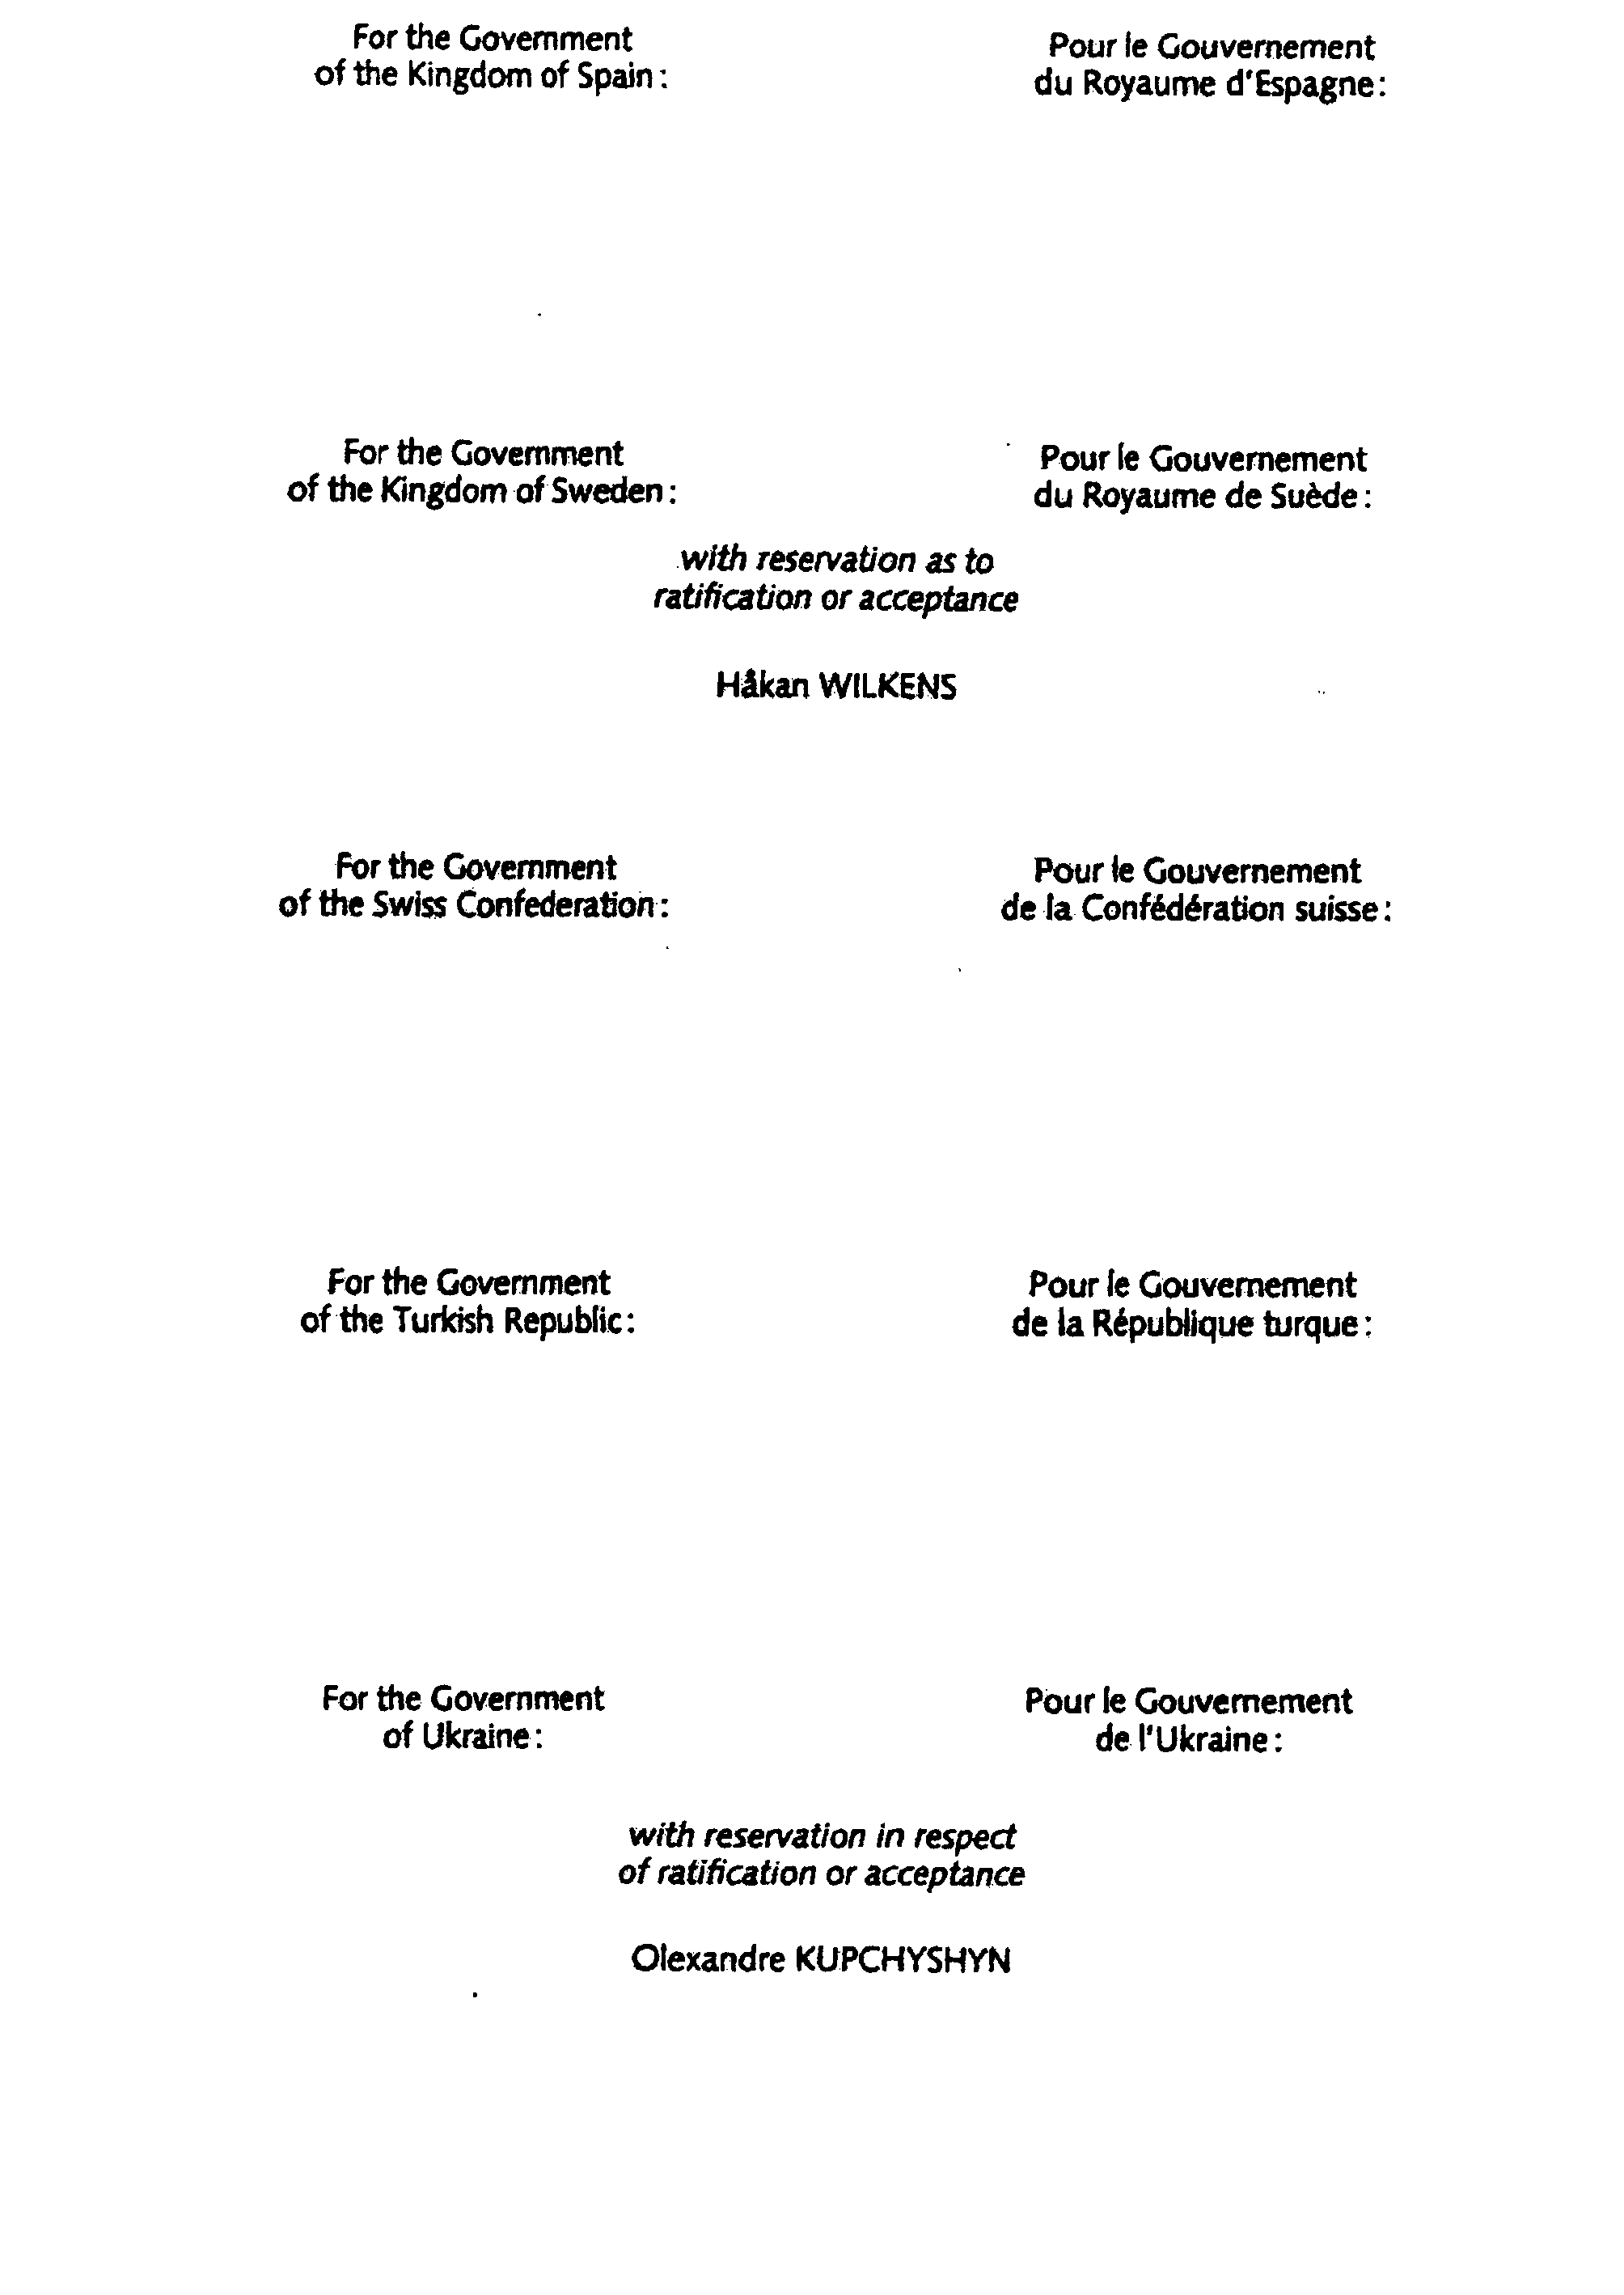 For the Government
of the Kingdom of Spain :
Pour le Gouvernement
du Royaume d'Espagne :
For the Government
of the Kingdom of Sweden :
Pour le Gouvernement
du Royaume de Suède :
with reservation as to
ratification or acceptance
Håkan WILKENS
For the Government
of the Swiss Confederation :
Pour le Gouvernement
de la Confédération suisse :
For the Government
of the Turkish Republic :
Pour le Gouvernement
de la République turque :
For the Government
of Ukraine :
Pour le Gouvernement
de l'Ukraine :
with reservation in respect
of ratification or acceptance
Olexandre KUPCHYSHYN